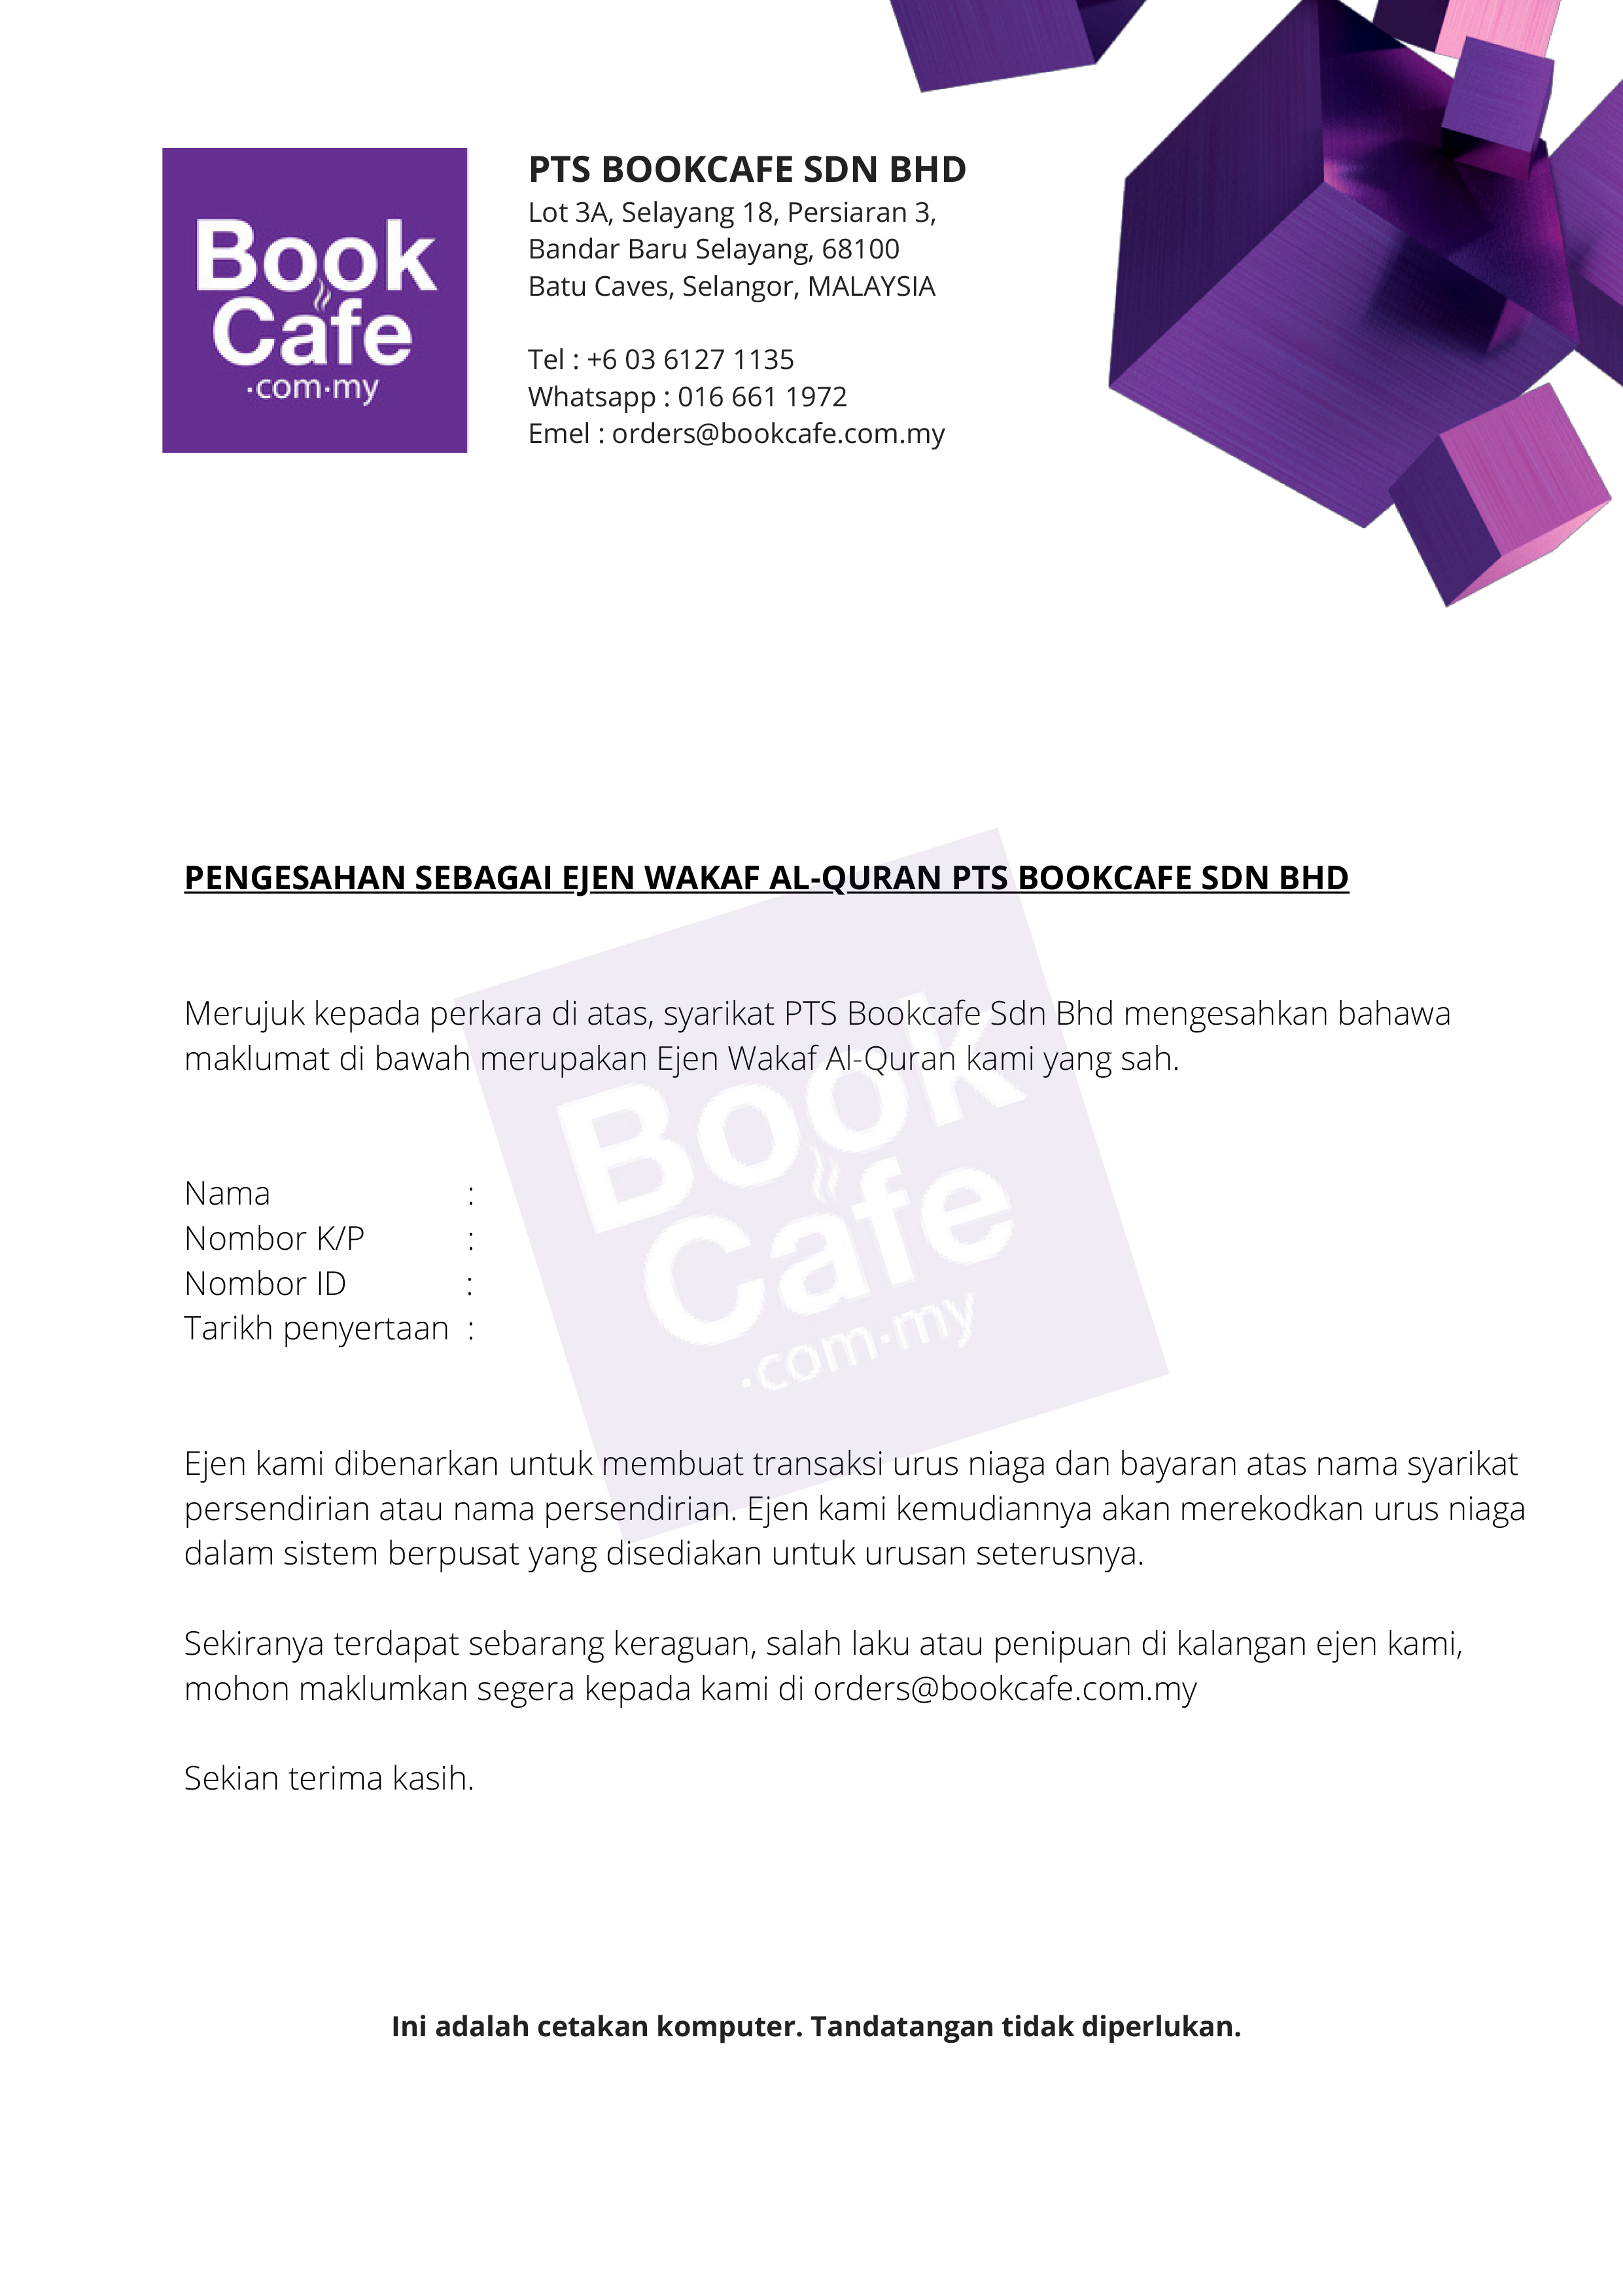 Book
Cafe
.com.my
PTS BOOKCAFE SDN BHD
Lot 3A, Selayang 18, Persiaran 3,
Bandar Baru Selayang, 68100
Batu Caves, Selangor, MALAYSIA
Tel : +6 03 6127 1135
Whatsapp : 016 661 1972
Emel : orders@bookcafe.com.my
PENGESAHAN SEBAGAI EJEN WAKAF AL-QURAN PTS BOOKCAFE SDN BHD
Merujuk kepada perkara di atas, syarikat PTS Bookcafe Sdn Bhd mengesahkan bahawa
maklumat di bawah merupakan Ejen Wakaf Al-Quran kami yang sah.
Book
Cafe
.com.my
Nama :
Nombor K/P :
Nombor ID :
Tarikh penyertaan :
Ejen kami dibenarkan untuk membuat transaksi urus niaga dan bayaran atas nama syarikat
persendirian atau nama persendirian. Ejen kami kemudiannya akan merekodkan urus niaga
dalam sistem berpusat yang disediakan untuk urusan seterusnya.
Sekiranya terdapat sebarang keraguan, salah laku atau penipuan di kalangan ejen kami,
mohon maklumkan segera kepada kami di orders@bookcafe.com.my
Sekian terima kasih.
Ini adalah cetakan komputer. Tandatangan tidak diperlukan.